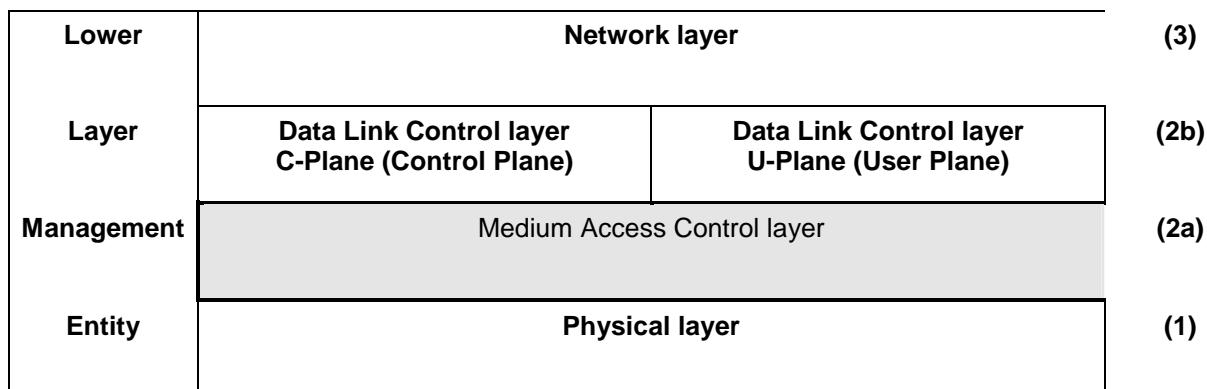 Lower Network layer (3)
Layer Data Link Control layer Data Link Control layer (2b)
C-Plane (Control Plane) U-Plane (User Plane)
Management Medium Access Control layer (2a)
Entity Physical layer (1)